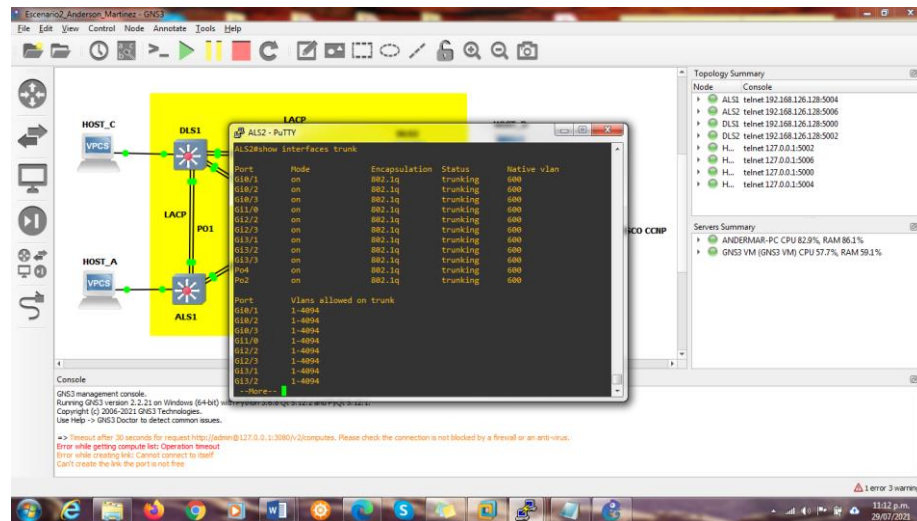 Escenario2_Anderson_Martinez - GNS3
File Edit View Control Node Annotate Tools Help
HOST_C
VPCS
DLS1
LACP
LACP
PO1
HOST_A
VPCS
ALS1
SCO CCNP
ALS2 - PuTTY
ALS2#show interfaces trunk
Port Mode Encapsulation Status Native vlan
Gi0/1 on 802.1q trunking 600
Gi0/2 on 802.1q trunking 600
Gi0/3 on 802.1q trunking 600
Gi1/0 on 802.1q trunking 600
Gi2/2 on 802.1q trunking 600
Gi2/3 on 802.1q trunking 600
Gi3/1 on 802.1q trunking 600
Gi3/2 on 802.1q trunking 600
Gi3/3 on 802.1q trunking 600
Po4 on 802.1q trunking 600
Po2 on 802.1q trunking 600
Port Vlans allowed on trunk
Gi0/1 1-4094
Gi0/2 1-4094
Gi0/3 1-4094
Gi1/0 1-4094
Gi2/2 1-4094
Gi2/3 1-4094
Gi3/1 1-4094
Gi3/2 1-4094
--More--
Topology Summary
Node Console
ALS1 telnet 192.168.126.128:5004
ALS2 telnet 192.168.126.128:5006
DLS1 telnet 192.168.126.128:5000
DLS2 telnet 192.168.126.128:5002
H... telnet 127.0.0.1:5002
H... telnet 127.0.0.1:5006
H... telnet 127.0.0.1:5000
H... telnet 127.0.0.1:5004
Servers Summary
ANDERMAR-PC CPU 82.9%, RAM 86.1%
GNS3 VM (GNS3 VM) CPU 57.7%, RAM 59.1%
Console
GNS3 management console.
Running GNS3 version 2.2.21 on Windows (64-bit)
Copyright (c) 2006-2021 GNS3 Technologies.
Use Help -> GNS3 Doctor to detect common issues.
=> Timeout after 30 seconds for request http://admin@127.0.0.1:3080/v2/computes. Please check the connection is not blocked by a firewall or an anti-virus.
Error while getting compute list: Operation timeout
Error while creating link: Cannot connect to itself
Can't create the link the port is not free
1 error 3 warnin
11:12 p.m.
29/07/2021